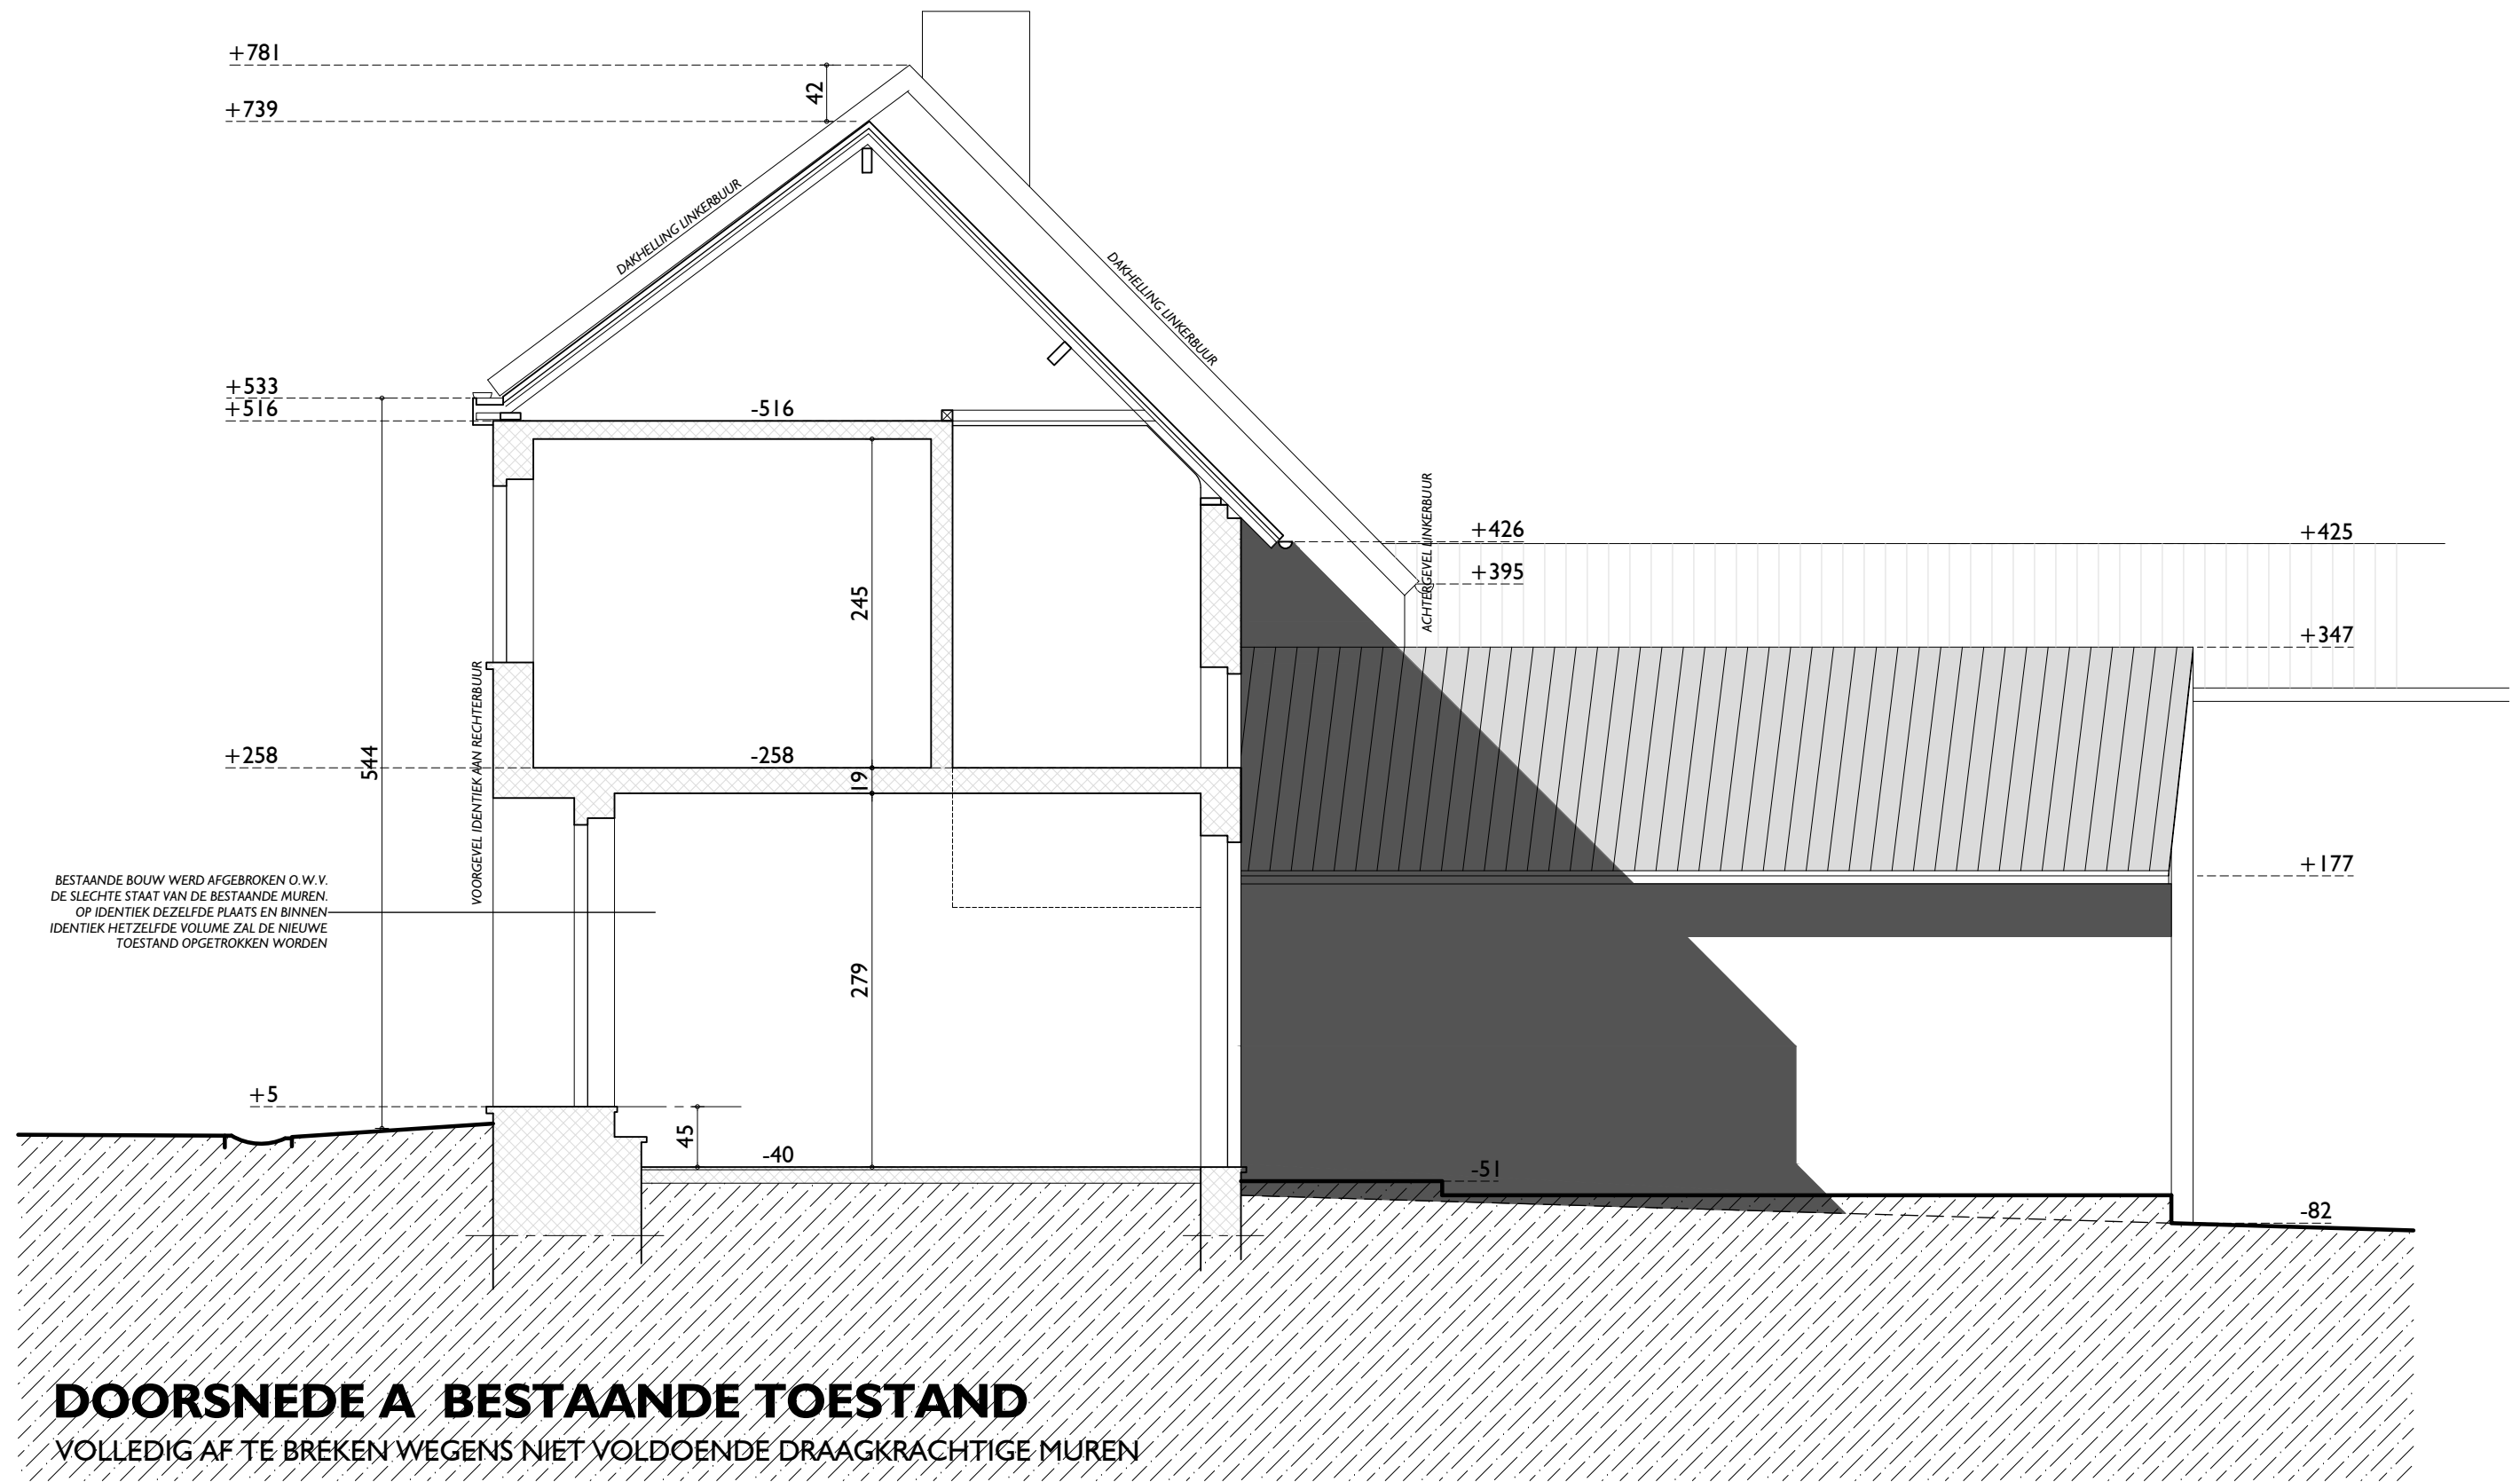 +781
42
+739
DAKHELLING LINKERBUUR
DAKHELLING LINKERBUUR
+533
+516
-516
ACHTERGEVEL LINKERBUUR
+426
+425
+395
245
+347
VOORGEVEL IDENTIEK AAN RECHTERBUUR
+258
544
-258
19
+177
BESTAANDE BOUW WERD AFGEBROKEN O.W.V.
DE SLECHTE STAAT VAN DE BESTAANDE MUREN.
OP IDENTIEK DEZELFDE PLAATS EN BINNEN
IDENTIEK HETZELFDE VOLUME ZAL DE NIEUWE
TOESTAND OPGETROKKEN WORDEN
279
+5
45
-40
-51
-82
DOORSNEDE A BESTAANDE TOESTAND
VOLLEDIG AF TE BREKEN WEGENS NIET VOLDOENDE DRAAGKRACHTIGE MUREN